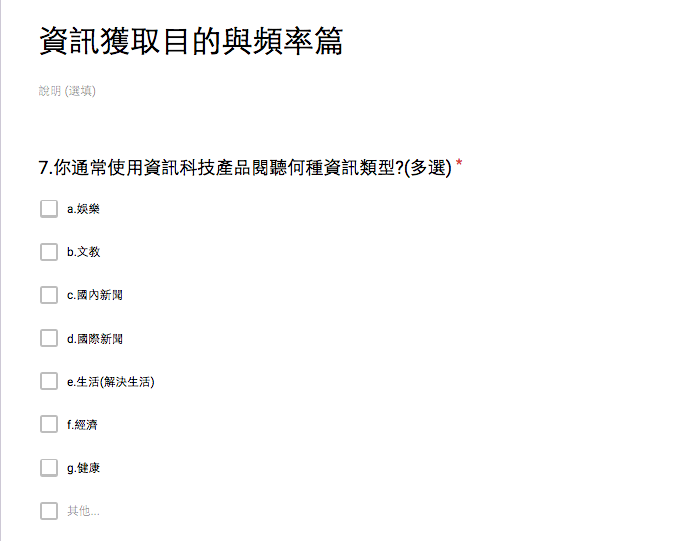 資訊獲取目的與頻率篇
說明 (選填)
7.你通常使用資訊科技產品閱聽何種資訊類型?(多選) *
a.娛樂
b.文教
c.國內新聞
d.國際新聞
e.生活(解決生活)
f.經濟
g.健康
其他...